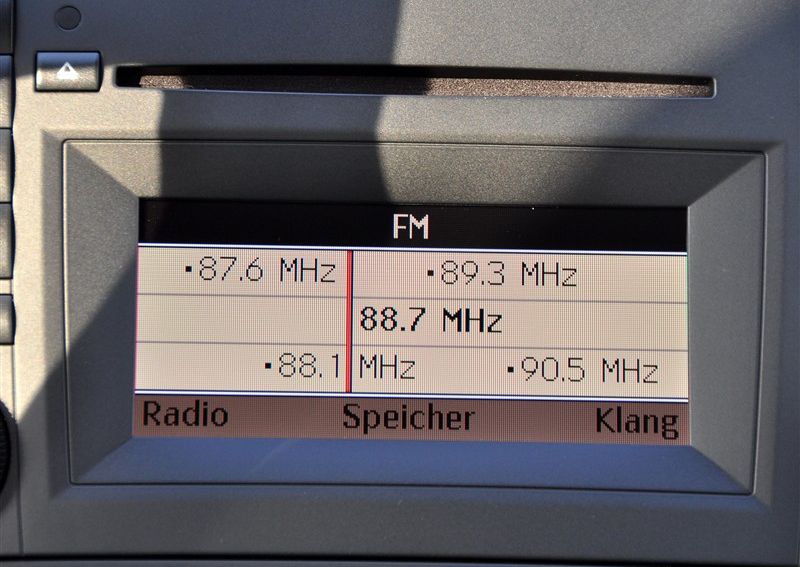 FM
·87.6 MHz ·89.3 MHz
88.7 MHz
·88.1 MHz ·90.5 MHz
Radio Speicher Klang